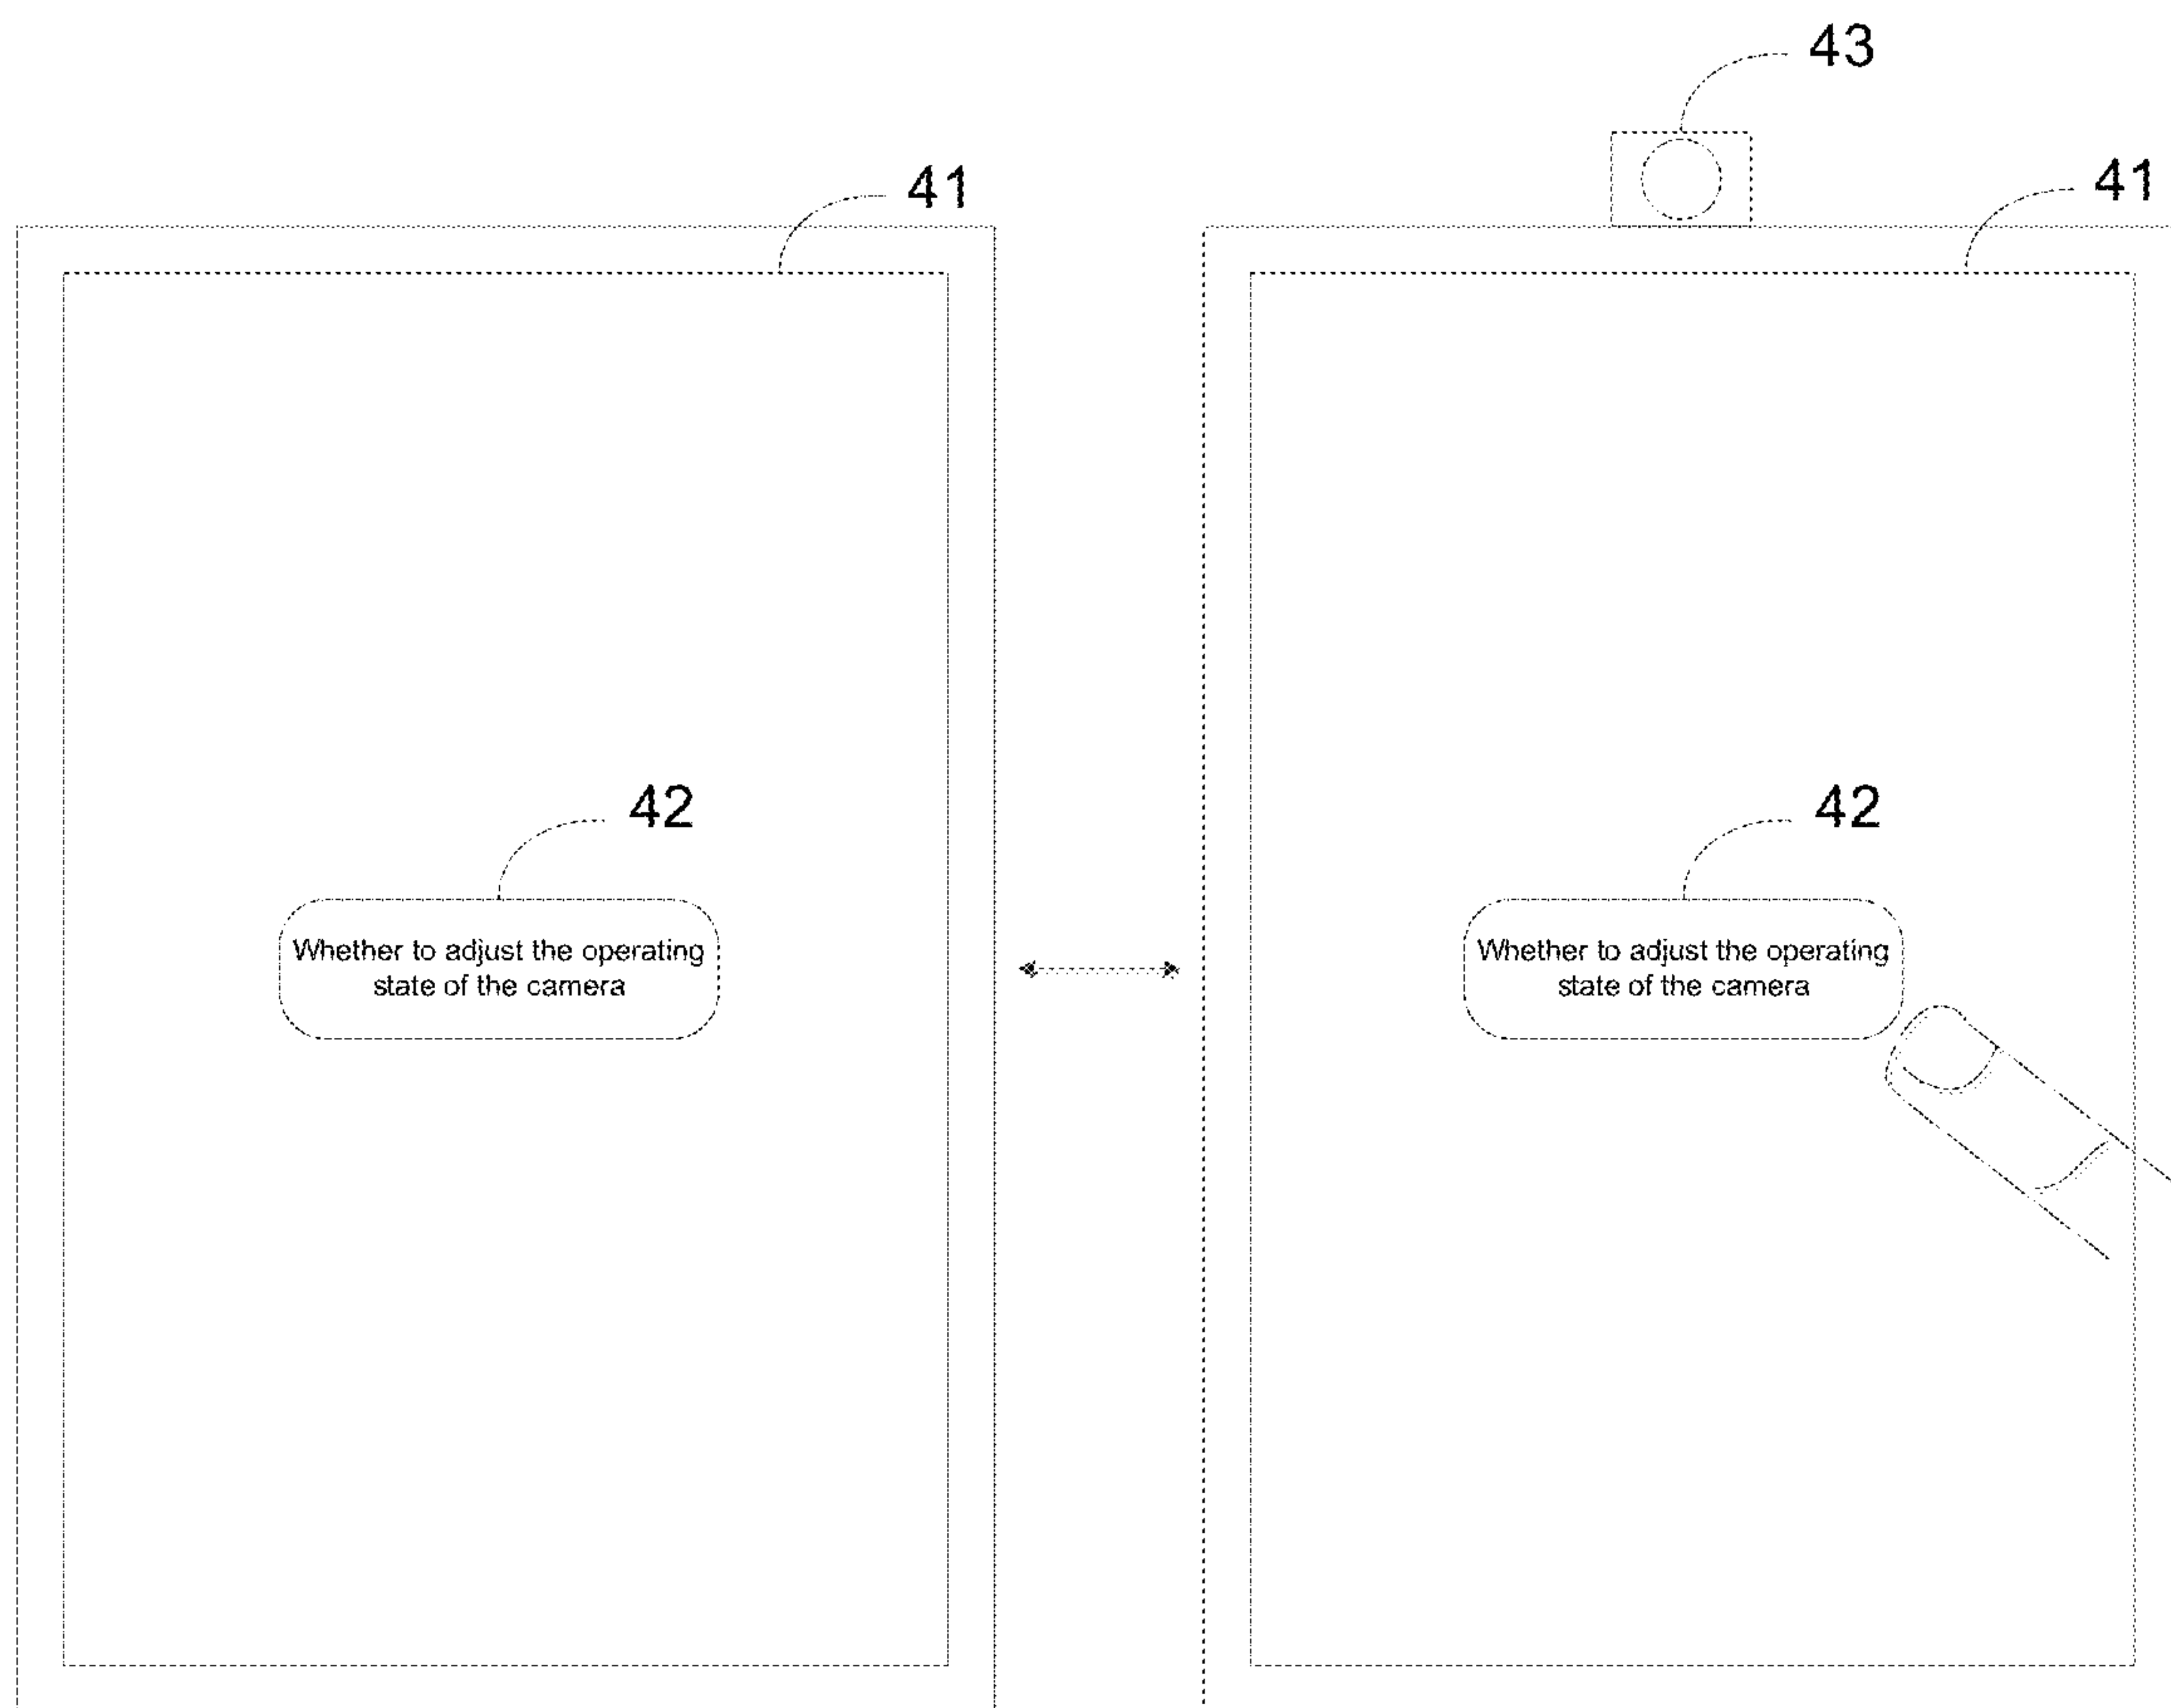 43
41
41
42
42
Whether to adjust the operating
state of the camera
Whether to adjust the operating
state of the camera